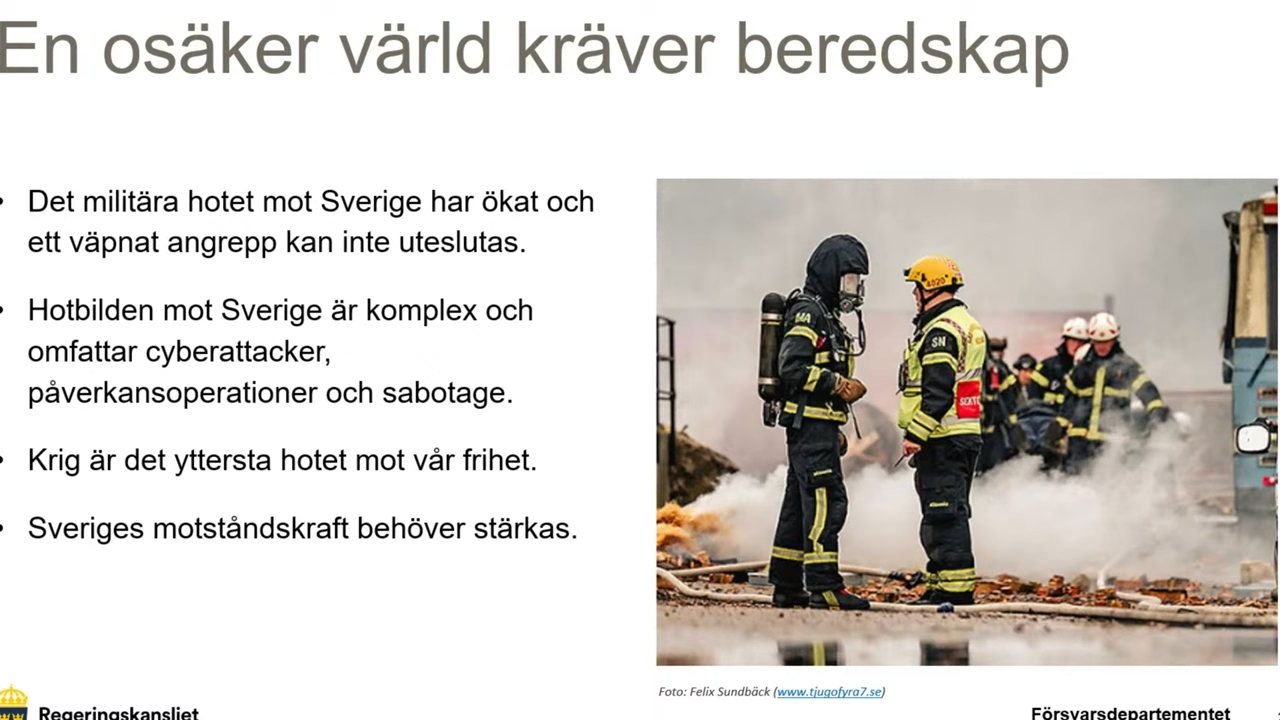 En osäker värld kräver beredskap
• Det militära hotet mot Sverige har ökat och
ett väpnat angrepp kan inte uteslutas.
• Hotbilden mot Sverige är komplex och
omfattar cyberattacker,
påverkansoperationer och sabotage.
• Krig är det yttersta hotet mot vår frihet.
• Sveriges motståndskraft behöver stärkas.
4020
SN
Foto: Felix Sundbäck (www.tjugofyra7.se)
Regeringskansliet
Försvarsdepartementet